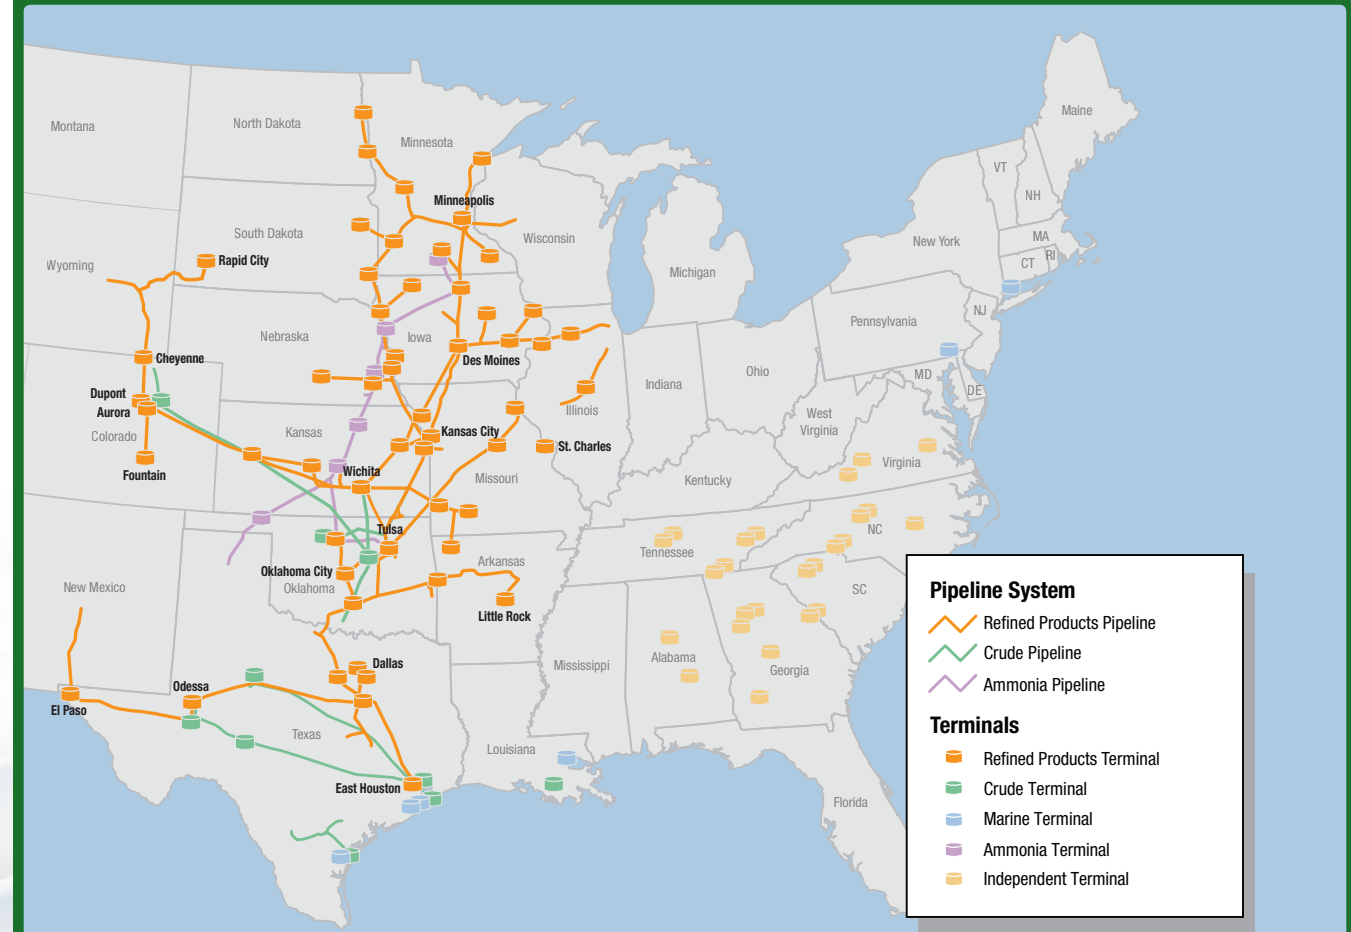 Maine
Montana
North Dakota
Minnesota
VT
NH
Minneapolis
South Dakota
Wisconsin
New York
MA
CT
RI
Wyoming
Rapid City
Michigan
NJ
Pennsylvania
Nebraska
Iowa
Cheyenne
Des Moines
Ohio
MD
DE
Indiana
Dupont
Aurora
Illinois
West
Virginia
Colorado
Kansas
Kansas City
St. Charles
Virginia
Fountain
Wichita
Missouri
Kentucky
Tulsa
NC
Tennessee
Oklahoma City
Oklahoma
Arkansas
New Mexico
SC
Little Rock
Mississippi
Alabama
Georgia
Dallas
Odessa
El Paso
Texas
Louisiana
East Houston
Florida
Pipeline System
Refined Products Pipeline
Crude Pipeline
Ammonia Pipeline
Terminals
Refined Products Terminal
Crude Terminal
Marine Terminal
Ammonia Terminal
Independent Terminal